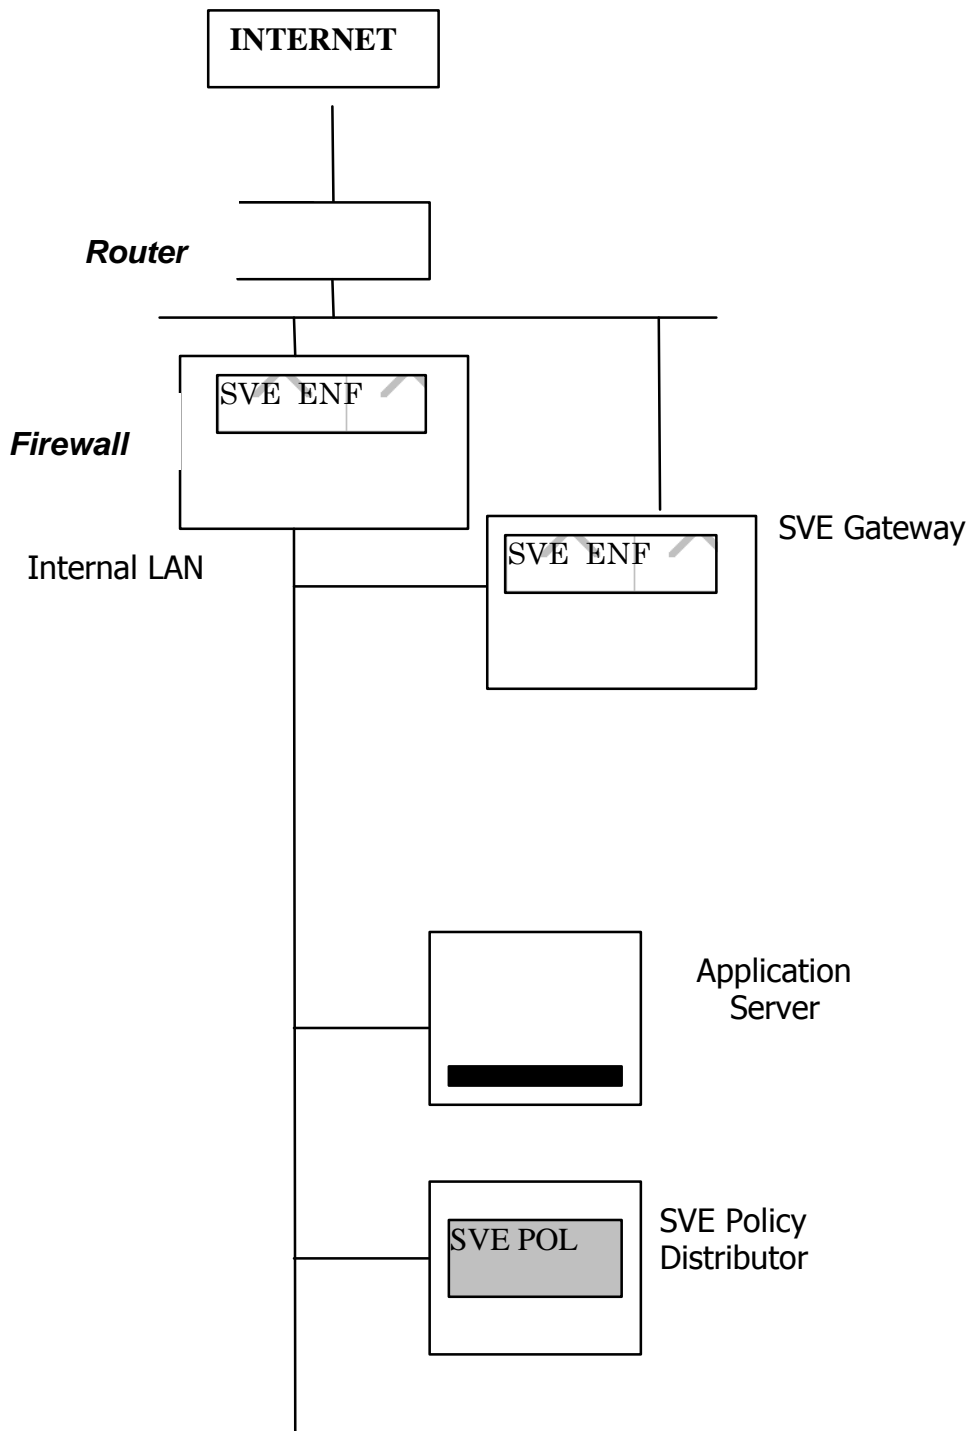 INTERNET
Router
SVE ENF
Firewall
SVE Gateway
SVE ENF
Internal LAN
Application
Server
SVE Policy
Distributor
SVE POL